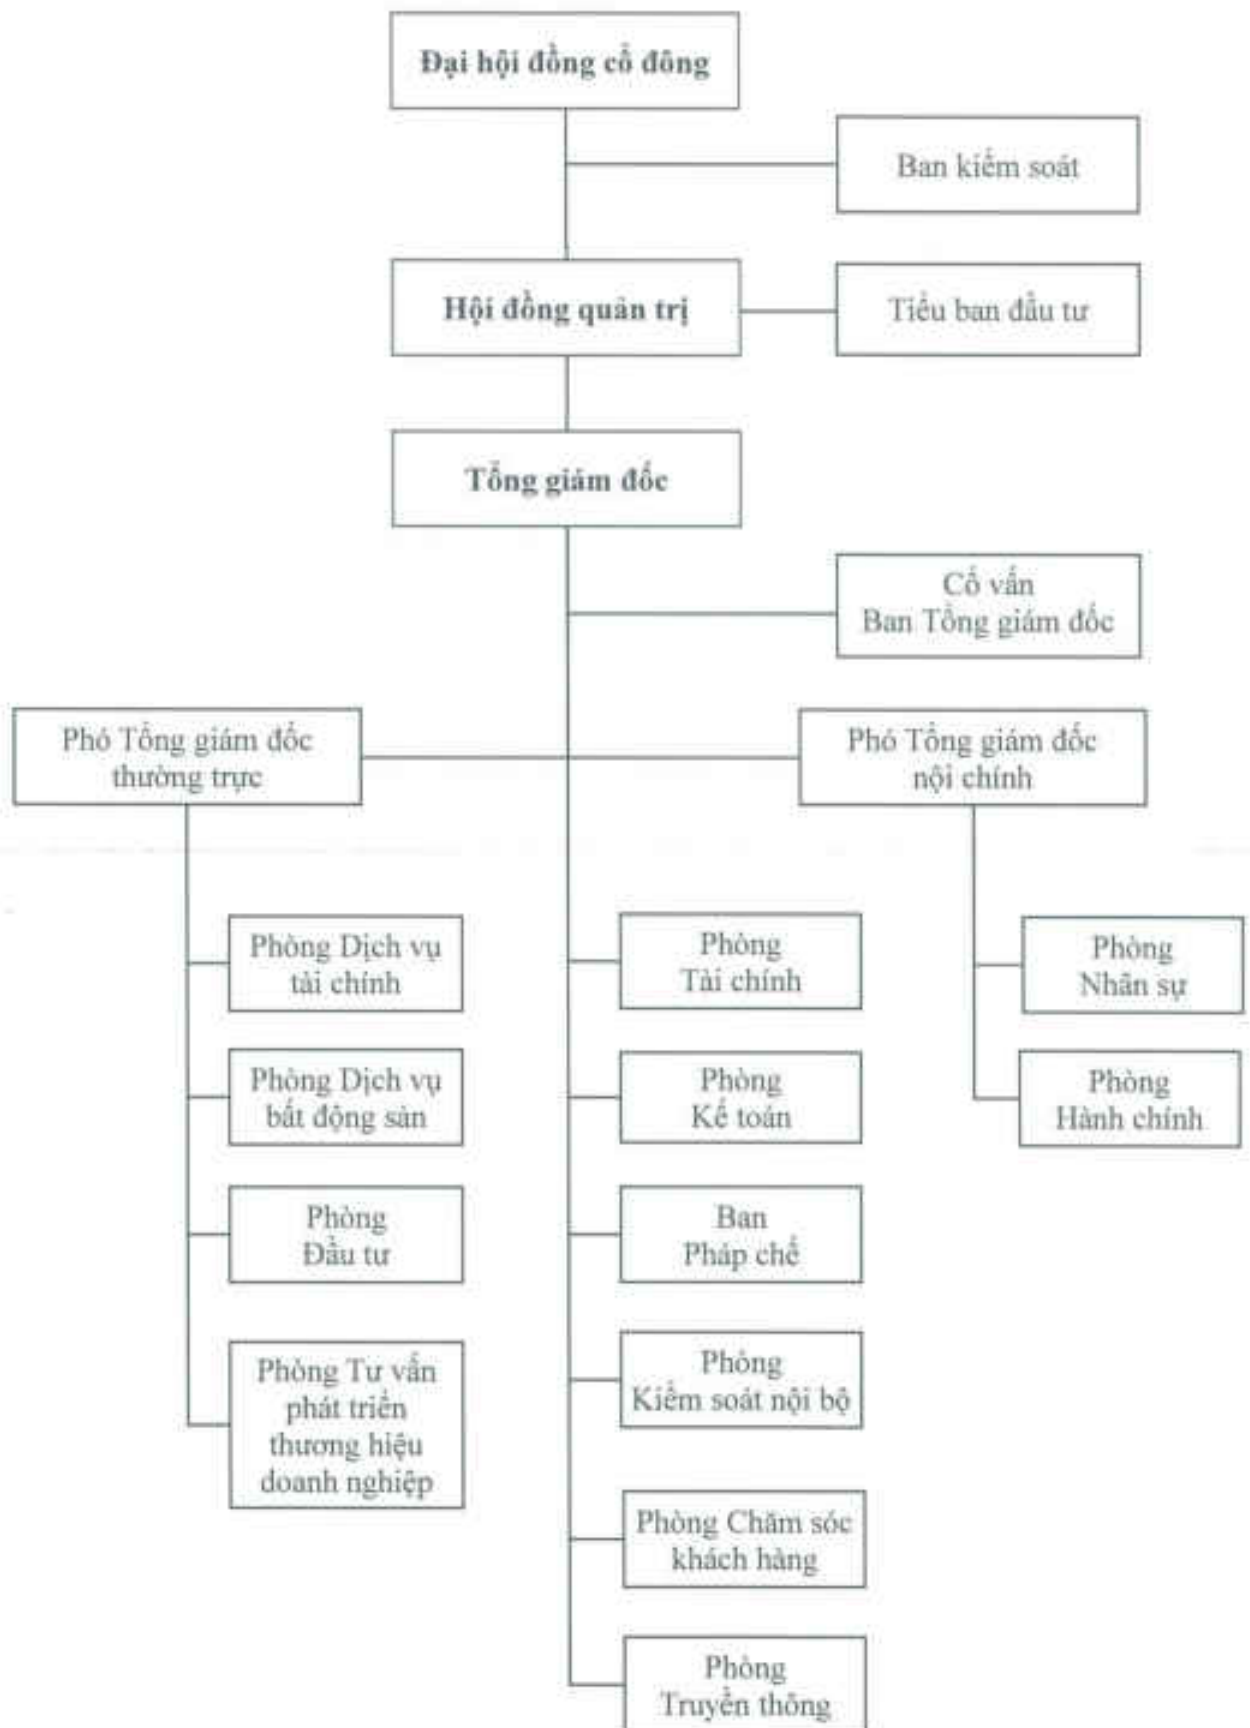 Đại hội đồng cổ đông
Ban kiểm soát
Hội đồng quản trị
Tiểu ban đầu tư
Tổng giám đốc
Cố vấn
Ban Tổng giám đốc
Phó Tổng giám đốc
thường trực
Phó Tổng giám đốc
nội chính
Phòng Dịch vụ
tài chính
Phòng Dịch vụ
bất động sản
Phòng
Đầu tư
Phòng Tư vấn
phát triển
thương hiệu
doanh nghiệp
Phòng
Tài chính
Phòng
Kế toán
Ban
Pháp chế
Phòng
Kiểm soát nội bộ
Phòng Chăm sóc
khách hàng
Phòng
Truyền thông
Phòng
Nhân sự
Phòng
Hành chính